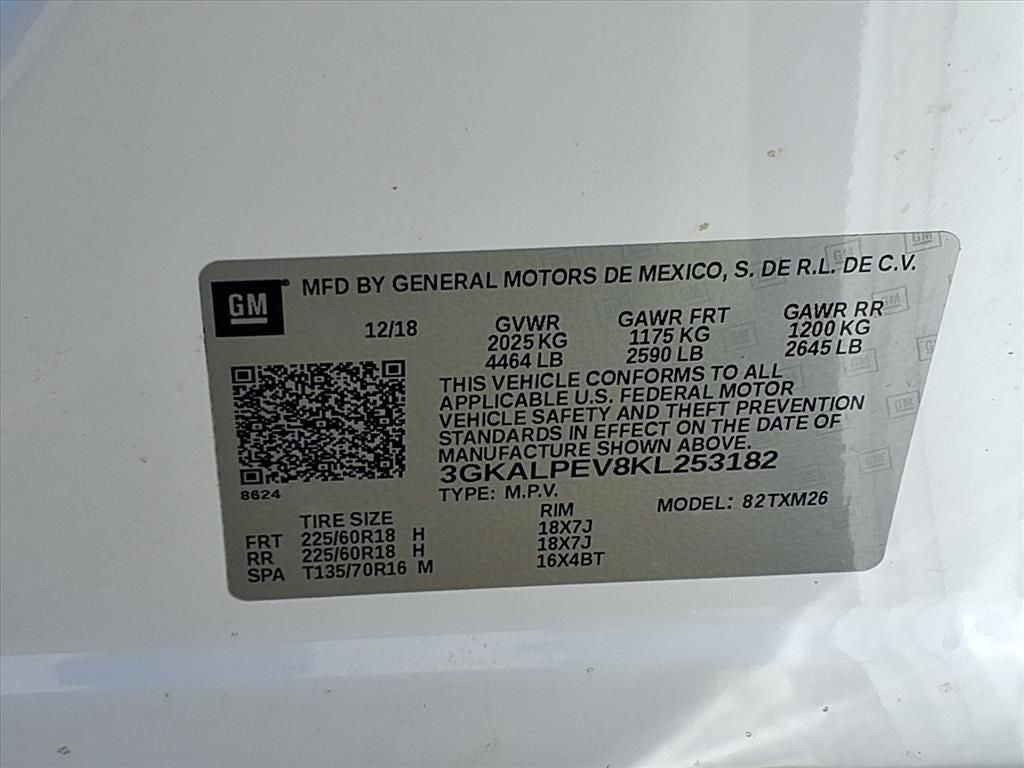 GM® MFD BY GENERAL MOTORS DE MEXICO, S. DE R.L. DE C.V.
12/18 GVWR GAWR FRT GAWR RR
2025 KG 1175 KG 1200 KG
4464 LB 2590 LB 2645 LB
THIS VEHICLE CONFORMS TO ALL
APPLICABLE U.S. FEDERAL MOTOR
VEHICLE SAFETY AND THEFT PREVENTION
STANDARDS IN EFFECT ON THE DATE OF
MANUFACTURE SHOWN ABOVE.
3GKALPEV8KL253182
8624
TYPE: M.P.V. MODEL: 82TXM26
TIRE SIZE RIM
FRT 225/60R18 H 18X7J
RR 225/60R18 H 18X7J
SPA T135/70R16 M 16X4BT